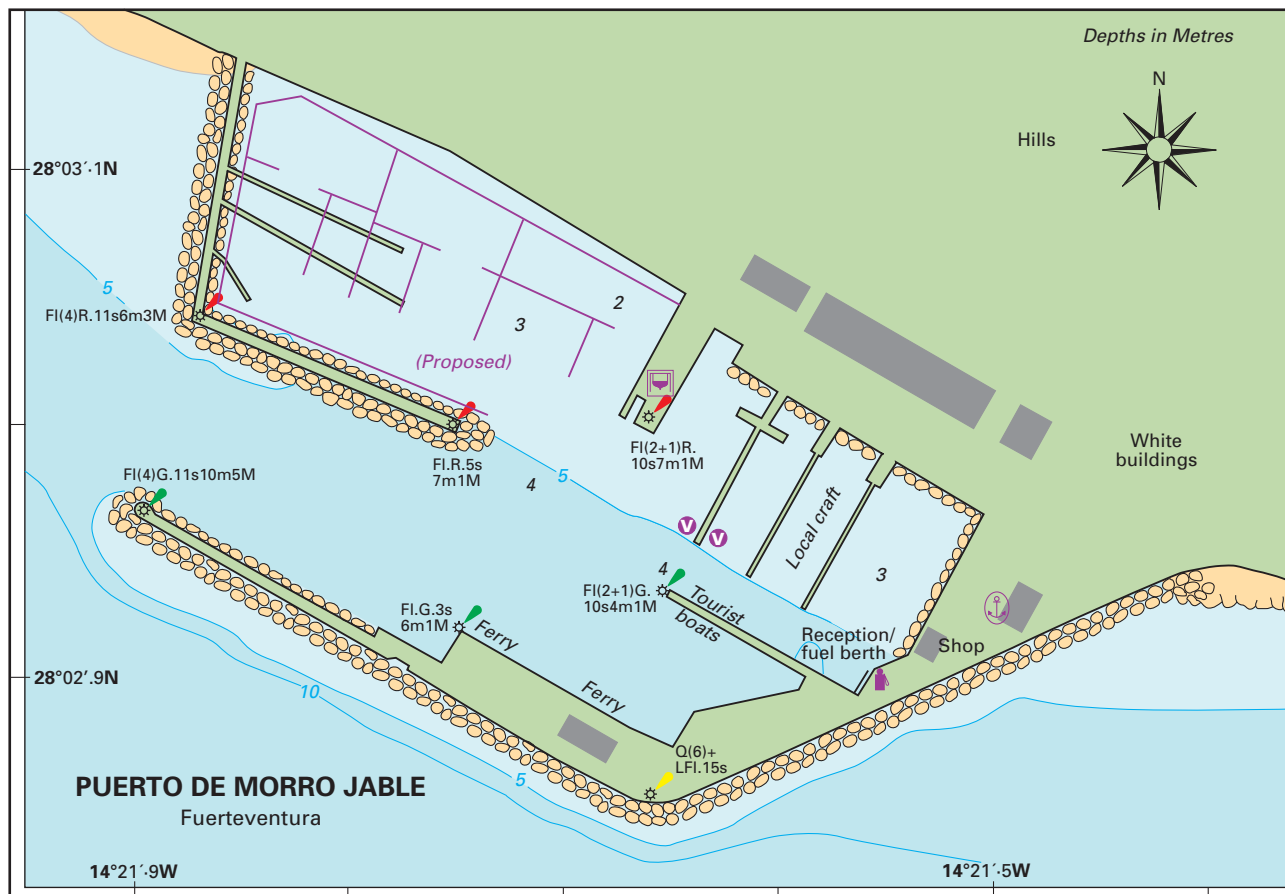 Depths in Metres
N
Hills
28°03′·1N
5
Fl(4)R.11s6m3M
2
3
(Proposed)
Fl(2+1)R.
10s7m1M
White
buildings
Fl.R.5s
7m1M
5
4
Fl(4)G.11s10m5M
V
V
Local craft
3
4
Fl(2+1)G.
10s4m1M
Tourist
boats
Fl.G.3s
6m1M
Ferry
Reception/
fuel berth
Shop
28°02′·9N
10
Ferry
Q(6)+
LFl.15s
5
PUERTO DE MORRO JABLE
Fuerteventura
14°21′·9W
14°21′·5W